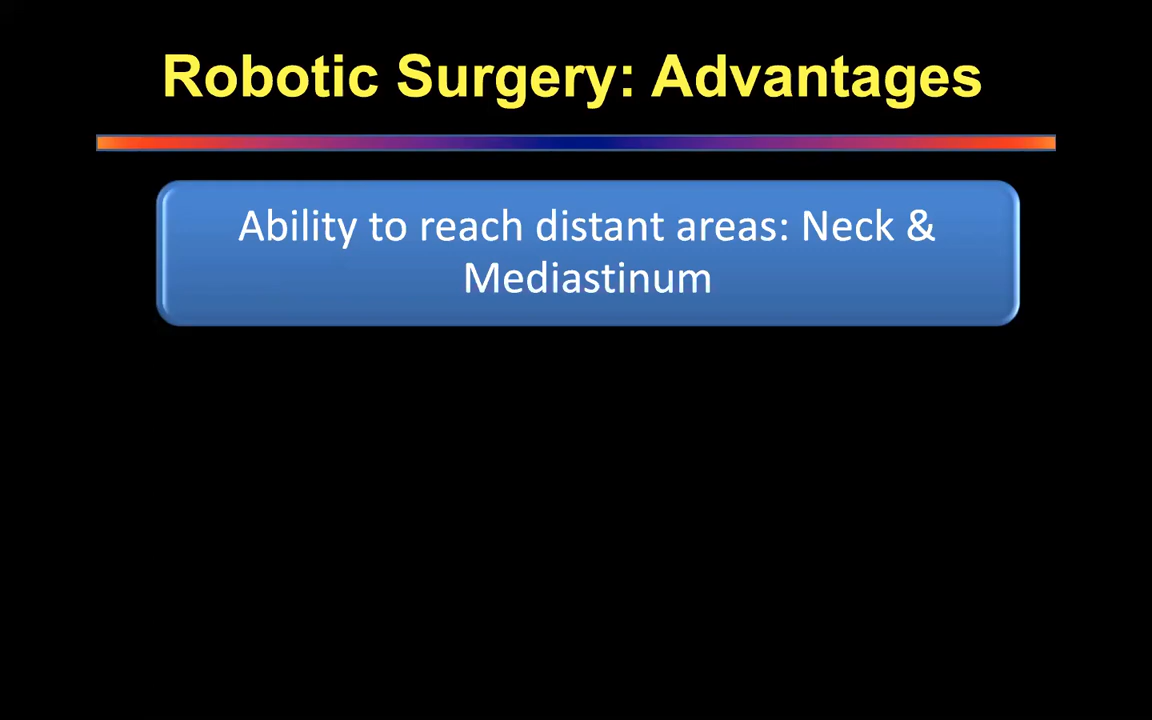 Robotic Surgery: Advantages
Ability to reach distant areas: Neck &
Mediastinum